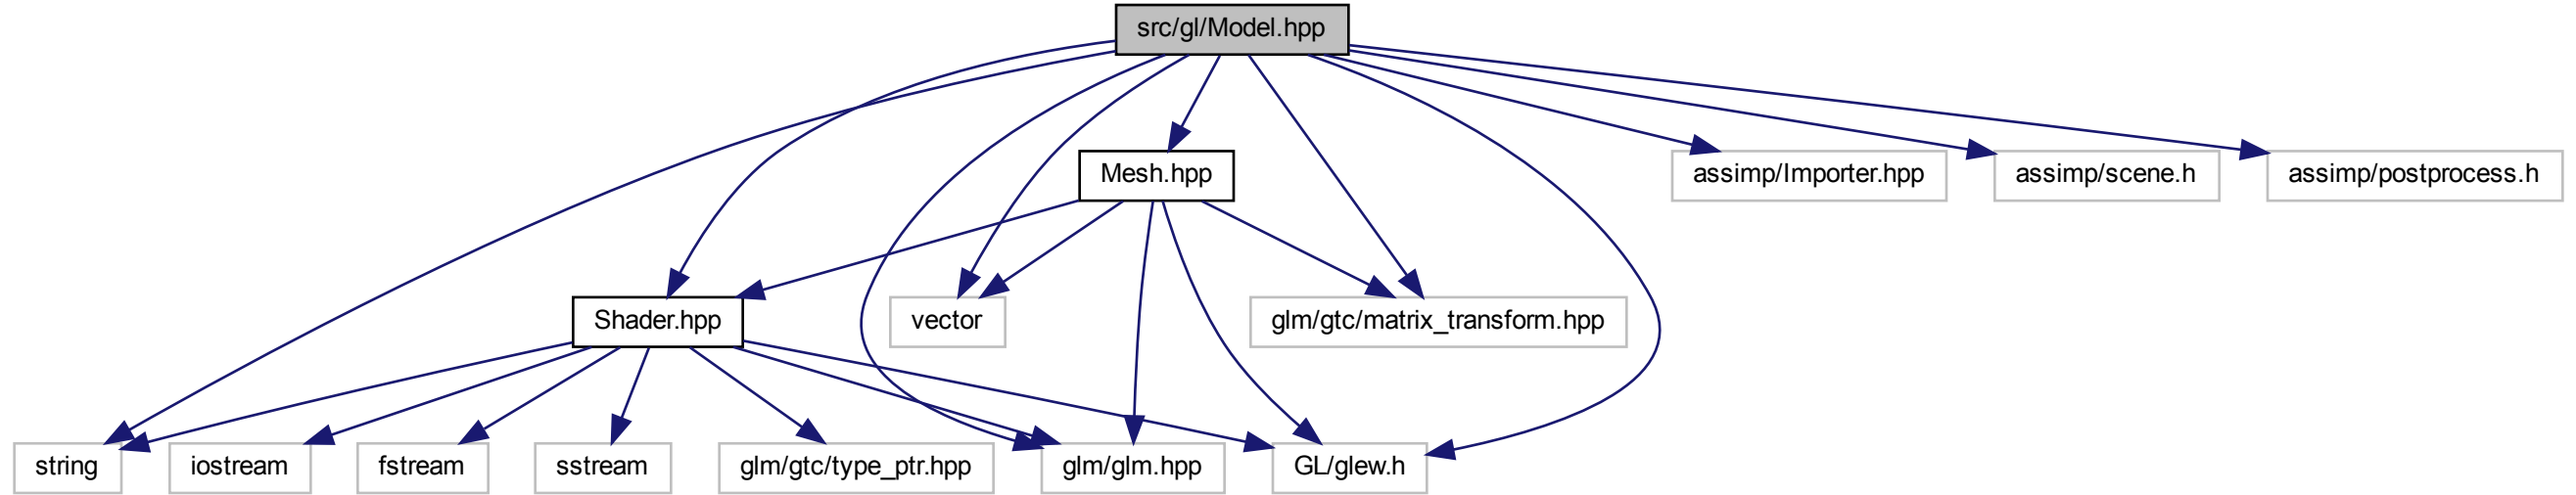 src/gl/Model.hpp
Mesh.hpp
assimp/Importer.hpp
assimp/scene.h
assimp/postprocess.h
Shader.hpp
vector
glm/gtc/matrix_transform.hpp
string
iostream
fstream
sstream
glm/gtc/type_ptr.hpp
glm/glm.hpp
GL/glew.h